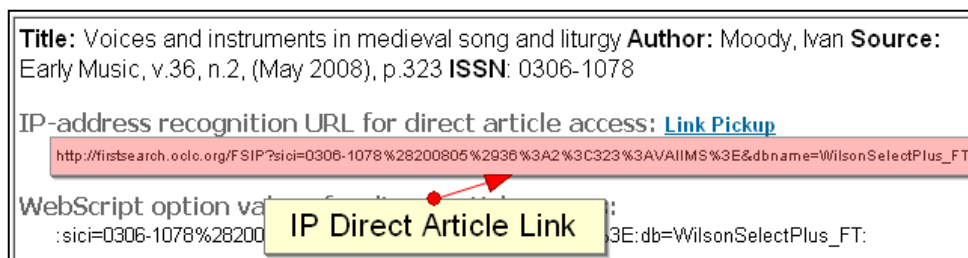 Title: Voices and instruments in medieval song and liturgy Author: Moody, Ivan Source:
Early Music, v.36, n.2, (May 2008), p.323 ISSN: 0306-1078
IP-address recognition URL for direct article access: Link Pickup
http://firstsearch.oclc.org/FSIP?sici=0306-1078%28200805%2936%3A2%3C323%3AVAIIMS%3E&dbname=WilsonSelectPlus_FT
WebScript option
IP Direct Article Link
:sici=0306-1078%28200 3E:db=WilsonSelectPlus_FT: